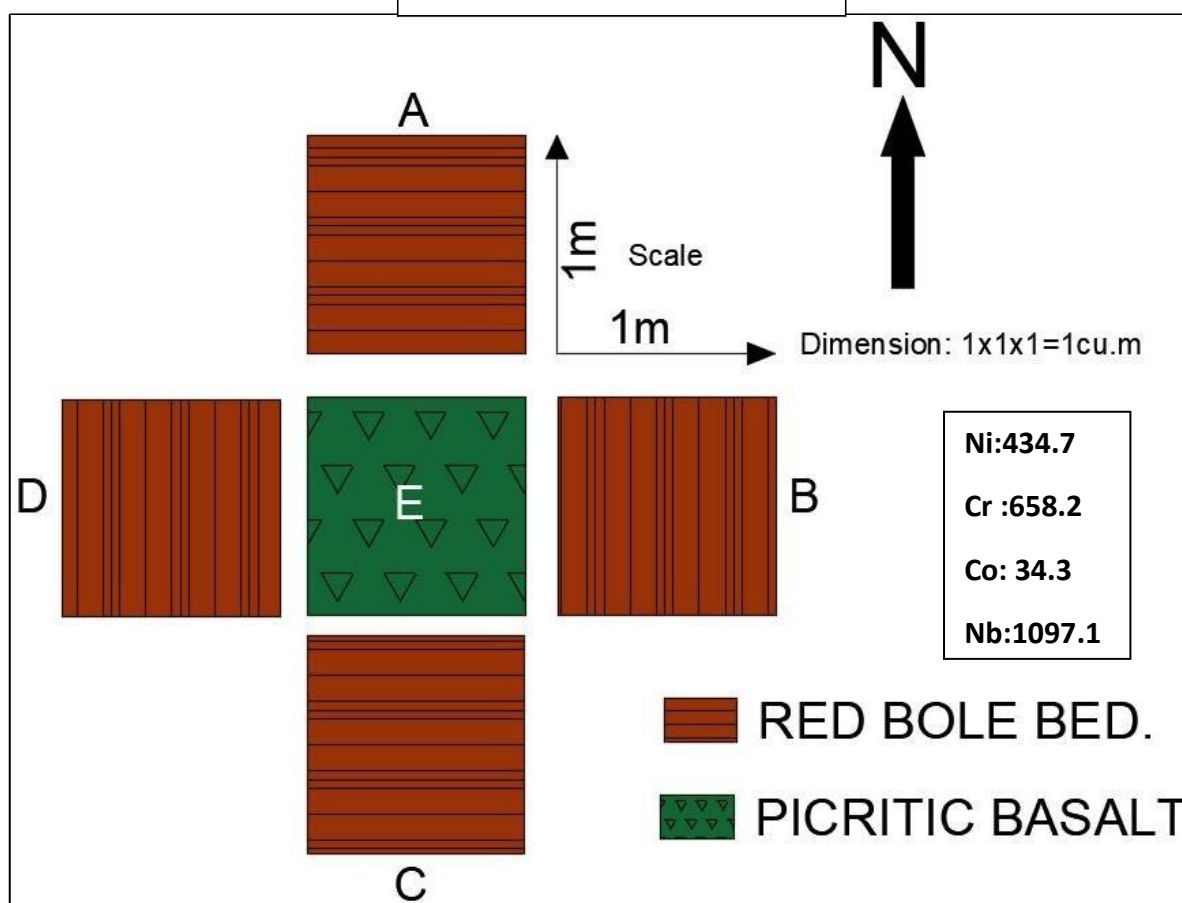 N
A
1m
Scale
1m
Dimension: 1x1x1=1cu.m
D
E
B
Ni:434.7
Cr :658.2
Co: 34.3
Nb:1097.1
RED BOLE BED.
PICRITIC BASALT
C